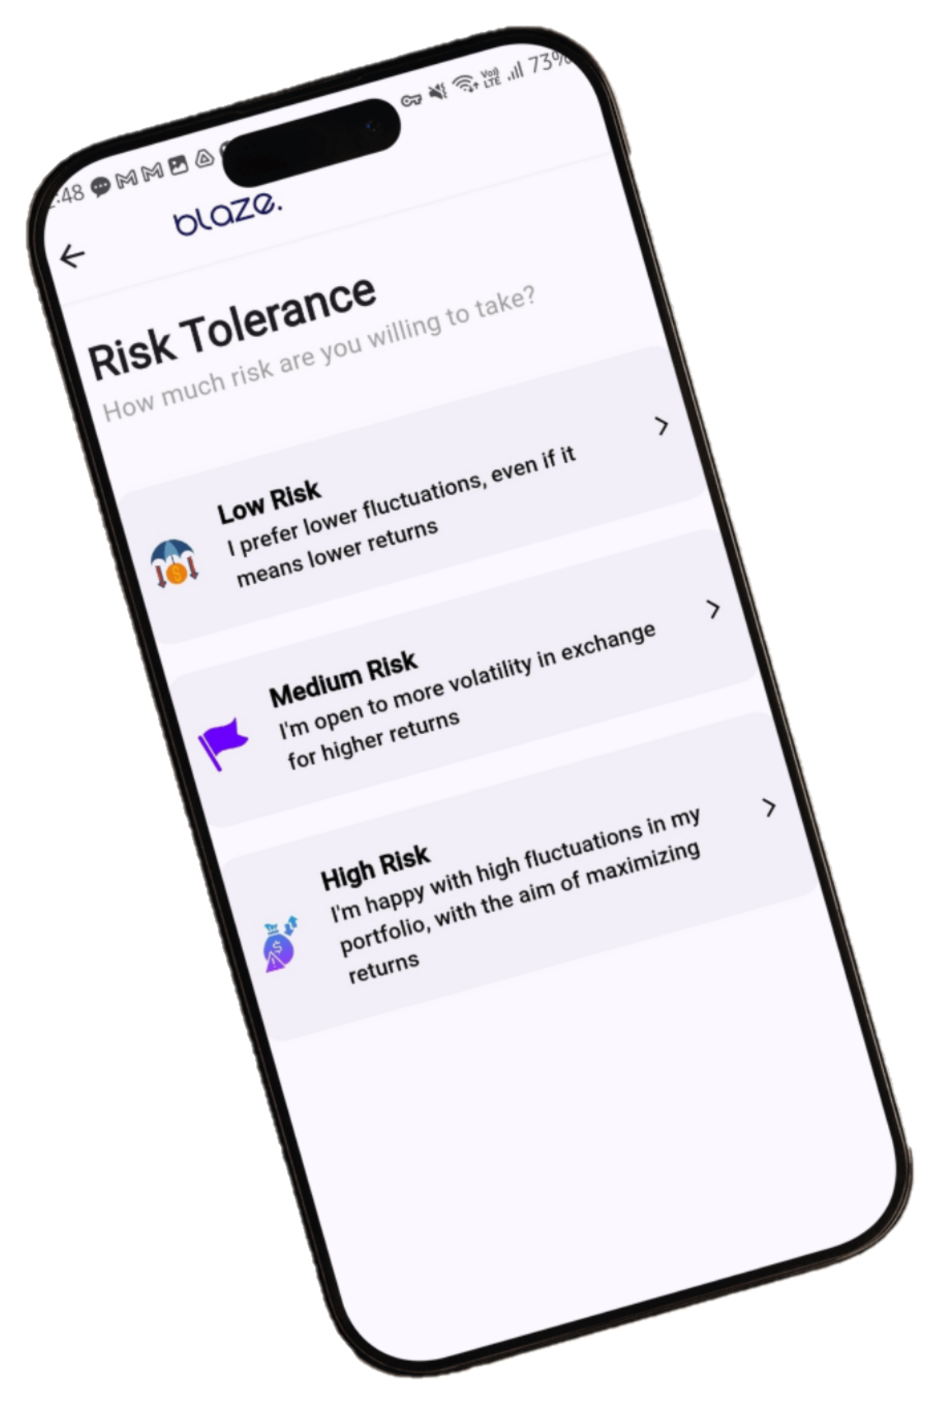 :48 73%
blaze.
Risk Tolerance
How much risk are you willing to take?
Low Risk
I prefer lower fluctuations, even if it
means lower returns
Medium Risk
I'm open to more volatility in exchange
for higher returns
High Risk
I'm happy with high fluctuations in my
portfolio, with the aim of maximizing
returns